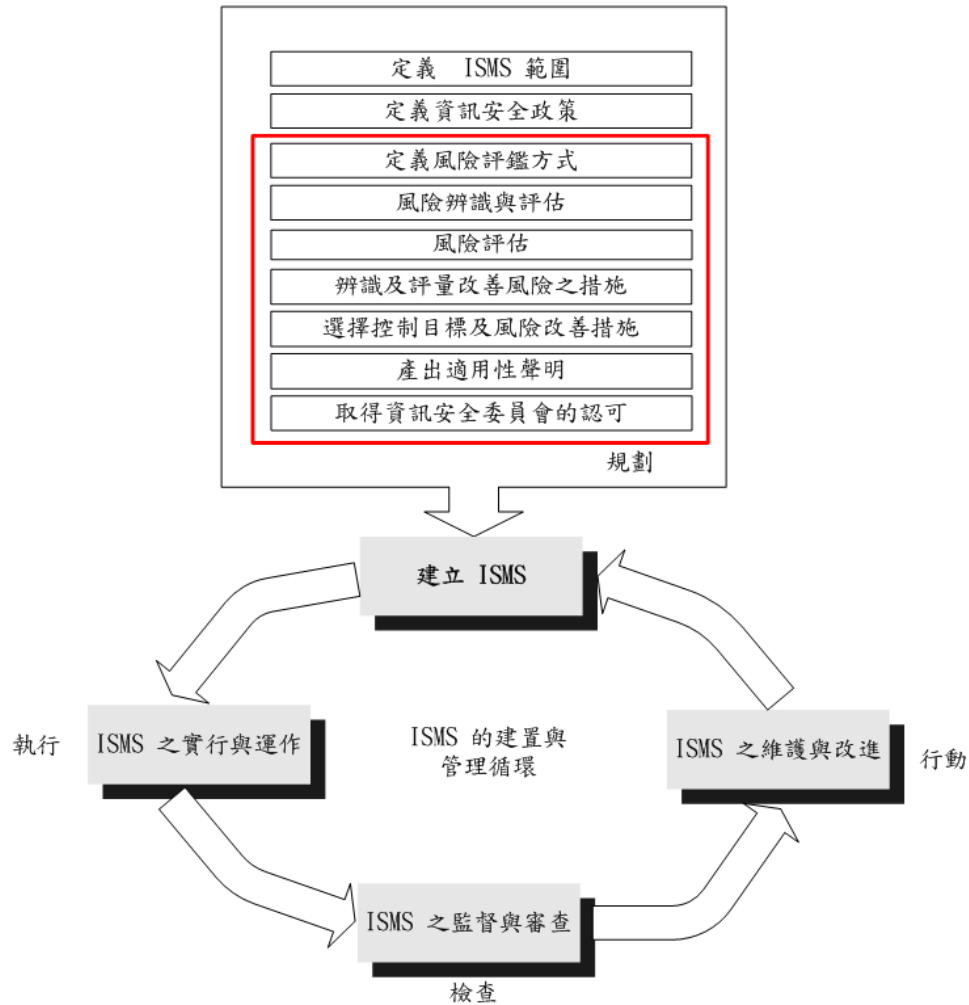 定義 ISMS 範圍
定義資訊安全政策
定義風險評鑑方式
風險辨識與評估
風險評估
辨識及評量改善風險之措施
選擇控制目標及風險改善措施
產出適用性聲明
取得資訊安全委員會的認可
規劃
建立 ISMS
執行
ISMS 之實行與運作
ISMS 的建置與
管理循環
ISMS 之維護與改進
行動
ISMS 之監督與審查
檢查